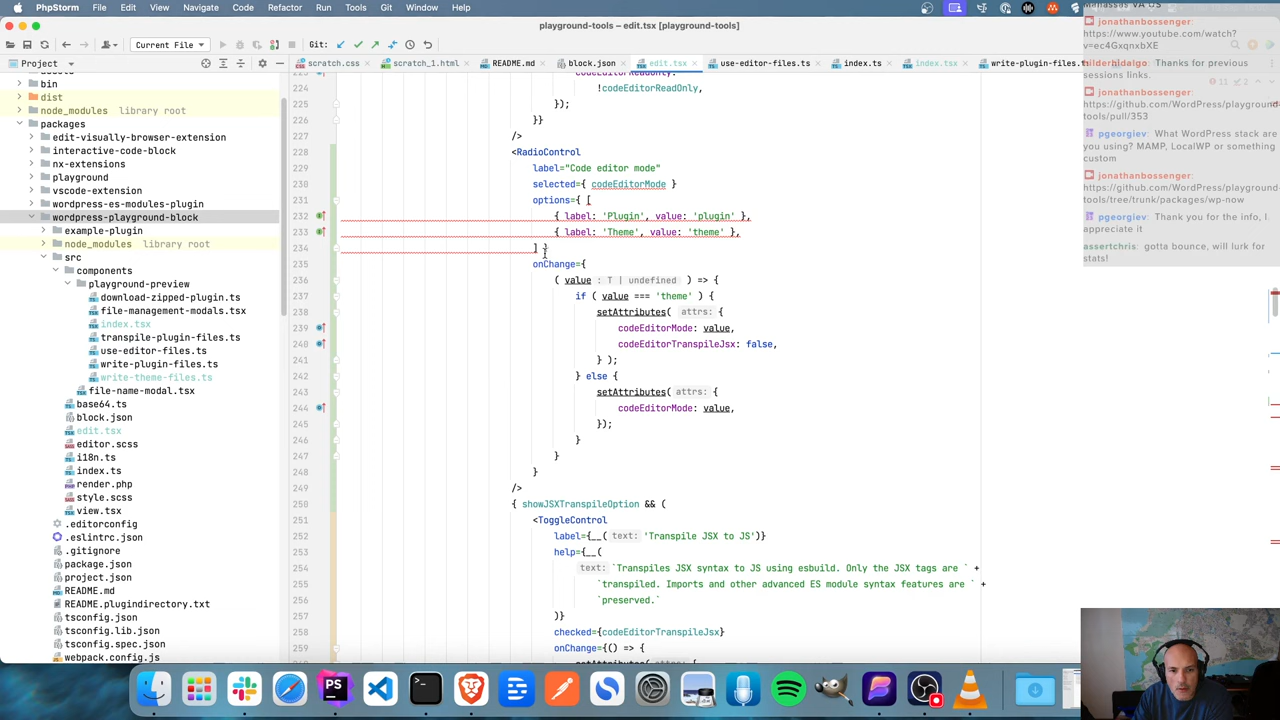 PhpStorm File Edit View Navigate Code Refactor Run Tools Git Window Help
playground-tools – edit.tsx [playground-tools]
Current File
Git:
Project
scratch.css
scratch_1.html
README.md
block.json
edit.tsx
use-editor-files.ts
index.ts
index.tsx
write-plugin-files.ts
bin
dist
node_modules library root
packages
edit-visually-browser-extension
interactive-code-block
nx-extensions
playground
vscode-extension
wordpress-es-modules-plugin
wordpress-playground-block
example-plugin
node_modules library root
src
components
playground-preview
download-zipped-plugin.ts
file-management-modals.tsx
index.tsx
transpile-plugin-files.ts
use-editor-files.ts
write-plugin-files.ts
write-theme-files.ts
file-name-modal.tsx
base64.ts
block.json
edit.tsx
editor.scss
i18n.ts
index.ts
render.php
style.scss
view.tsx
.editorconfig
.eslintrc.json
.gitignore
package.json
project.json
README.md
README.plugindirectory.txt
tsconfig.json
tsconfig.lib.json
tsconfig.spec.json
webpack.config.js
223 codeEditorReadOnly:
224 !codeEditorReadOnly,
225 });
226 }}
227 />
228 <RadioControl
229 label="Code editor mode"
230 selected={ codeEditorMode }
231 options={ [
232 { label: 'Plugin', value: 'plugin' },
233 { label: 'Theme', value: 'theme' },
234 ] }
235 onChange={
236 ( value : T | undefined ) => {
237 if ( value === 'theme' ) {
238 setAttributes( attrs: {
239 codeEditorMode: value,
240 codeEditorTranspileJsx: false,
241 } );
242 } else {
243 setAttributes( attrs: {
244 codeEditorMode: value,
245 });
246 }
247 }
248 }
249 />
250 { showJSXTranspileOption && (
251 <ToggleControl
252 label={__( text: 'Transpile JSX to JS')}
253 help={__(
254 text: `Transpiles JSX syntax to JS using esbuild. Only the JSX tags are ` +
255 `transpiled. Imports and other advanced ES module syntax features are ` +
256 `preserved.`
257 )}
258 checked={codeEditorTranspileJsx}
259 onChange={() => {
jonathanbossenger:
https://www.youtube.com/watch?
v=ec4GxqnxbXE
hilderhidalgo: Thanks for previous
sessions links.
jonathanbossenger:
https://github.com/WordPress/playground-
tools/pull/353
pgeorgiev: What WordPress stack are
you using? MAMP, LocalWP or something
custom
jonathanbossenger:
https://github.com/WordPress/playground-
tools/tree/trunk/packages/wp-now
pgeorgiev: Thank you for the info, I
appreciate it
assertchris: gotta bounce, will lurk for
stats!